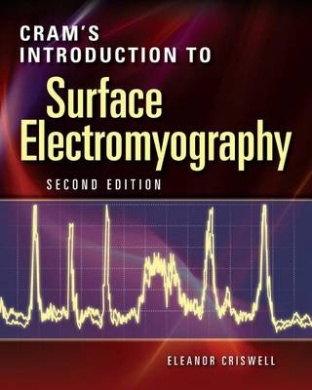 CRAM'S
INTRODUCTION TO
Surface
Electromyography
SECOND EDITION
ELEANOR CRISWELL